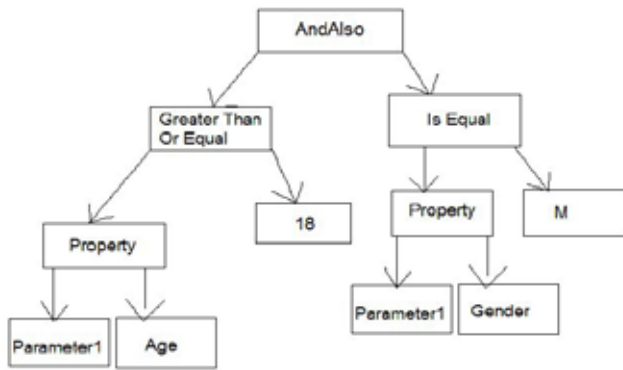 AndAlso
Greater Than
Or Equal
Is Equal
Property
18
Property
M
Parameter1
Age
Parameter1
Gender